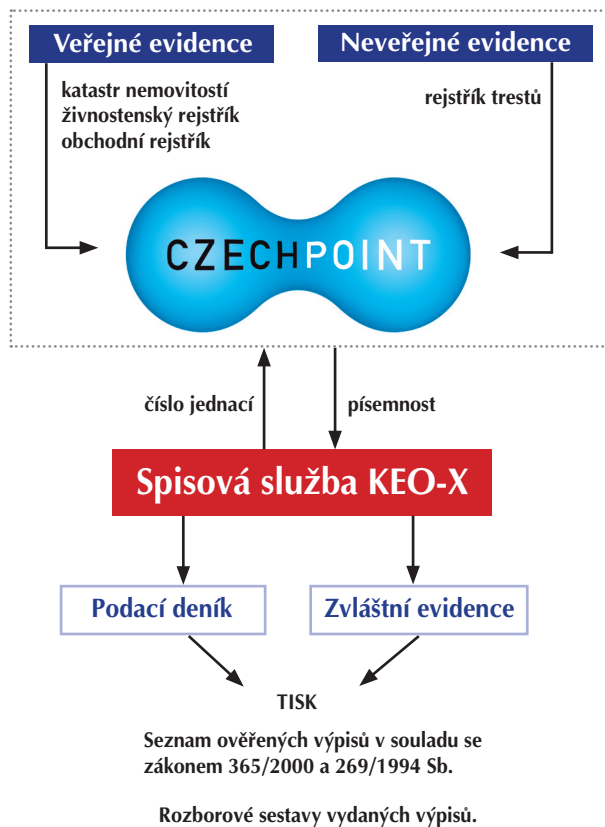 Veřejné evidence
Neveřejné evidence
katastr nemovitostí
živnostenský rejstřík
obchodní rejstřík
rejstřík trestů
CZECHPOINT
číslo jednací
písemnost
Spisová služba KEO-X
Podací deník
Zvláštní evidence
TISK
Seznam ověřených výpisů v souladu se
zákonem 365/2000 a 269/1994 Sb.
Rozborové sestavy vydaných výpisů.